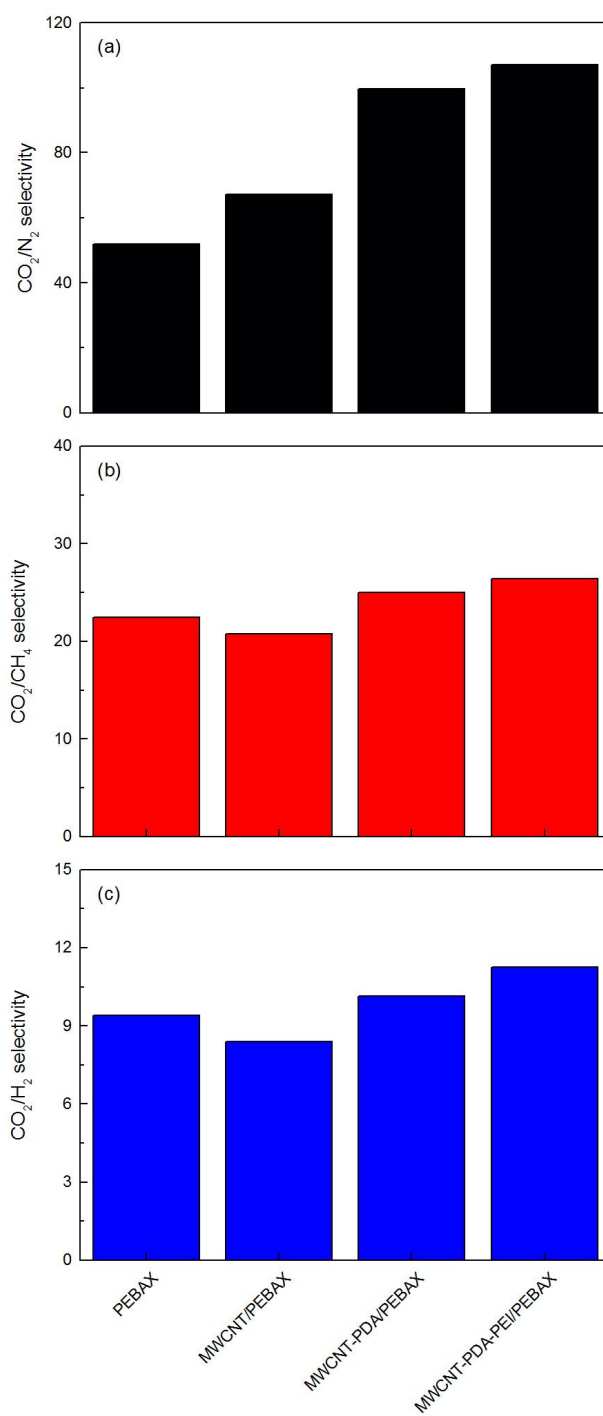 (a)
120
80
40
0
CO₂/N₂ selectivity
(b)
40
30
20
10
0
CO₂/CH₄ selectivity
(c)
15
12
9
6
3
0
CO₂/H₂ selectivity
PEBAX
MWCNT/PEBAX
MWCNT-PDA/PEBAX
MWCNT-PDA-PEI/PEBAX